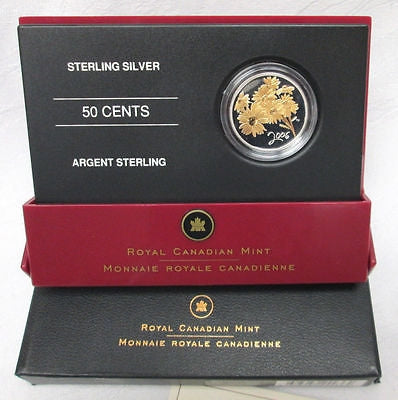 STERLING SILVER
50 CENTS
ARGENT STERLING
2006
ROYAL CANADIAN MINT
MONNAIE ROYALE CANADIENNE
ROYAL CANADIAN MINT
MONNAIE ROYALE CANADIENNE